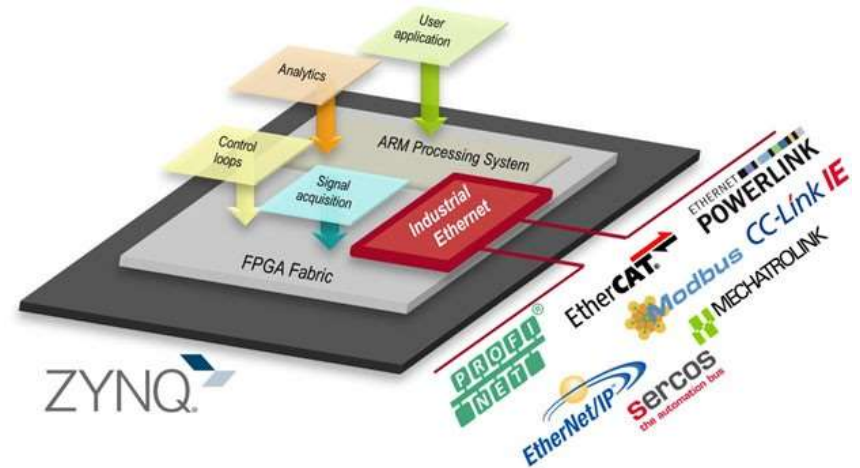 User
application
Analytics
Control
loops
ARM Processing System
Signal
acquisition
Industrial
Ethernet
FPGA Fabric
ETHERNET
POWERLINK
CC-Link IE
EtherCAT®
Modbus
MECHATROLINK
PROFI®
NET
EtherNet/IP™
sercos
the automation bus
ZYNQ®